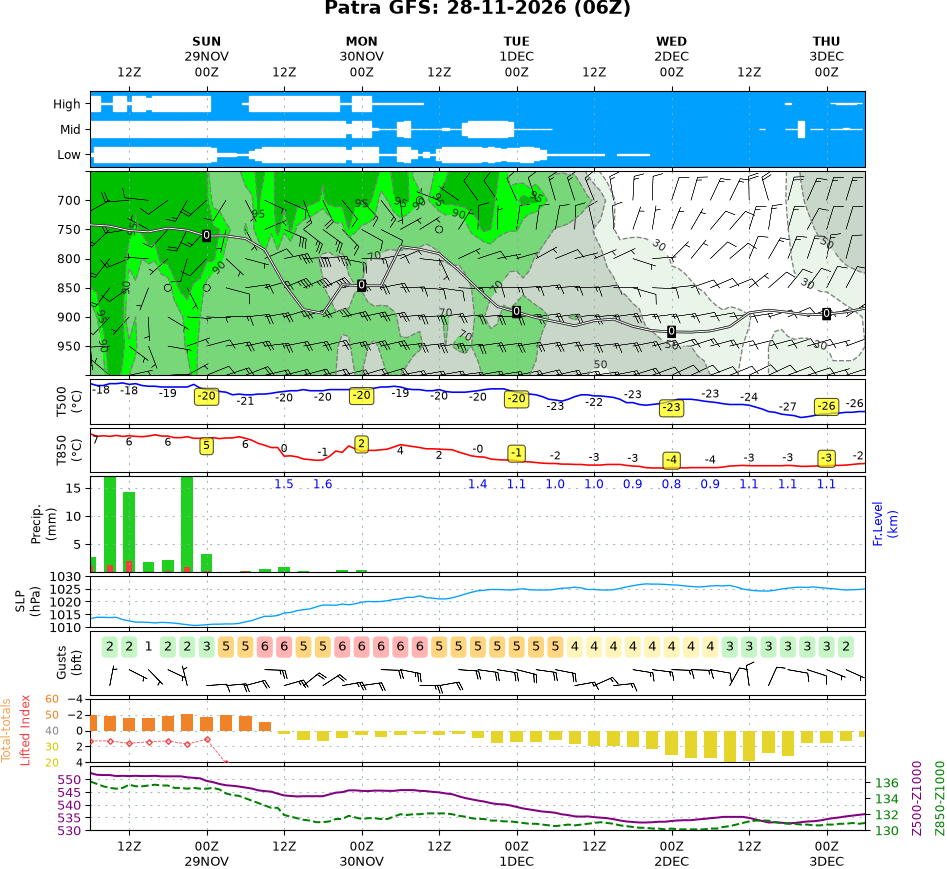 Patra GFS: 28-11-2026 (06Z)
SUN MON TUE WED THU
29NOV 30NOV 1DEC 2DEC 3DEC
12Z 00Z 12Z 00Z 12Z 00Z 12Z 00Z 12Z 00Z
High
Mid
Low
700
750
800
850
900
950
95 95 95 90 95 90 95
90 90 70 70 70 70
95 90
30 50 30 30 50 50
0 0 0 0 0
T500
(°C)
-18 -18 -19 -20 -21 -20 -20 -20 -19 -20 -20 -20 -23 -22 -23 -23 -23 -24 -27 -26 -26
T850
(°C)
7 6 6 5 6 0 -1 2 4 2 -0 -1 -2 -3 -3 -4 -4 -3 -3 -3 -2
Precip.
(mm)
15
10
5
1.5 1.6 1.4 1.1 1.0 1.0 0.9 0.8 0.9 1.1 1.1 1.1
Fr.Level
(km)
SLP
(hPa)
1030
1025
1020
1015
1010
Gusts
(bft)
2 2 1 2 2 3 5 5 6 6 5 5 6 6 6 6 6 5 5 5 5 5 5 5 4 4 4 4 4 4 4 4 3 3 3 3 3 3 2
Total-totals
Lifted Index
60 −4
50 −2
40 0
30 2
20 4
550
545
540
535
530
136
134
132
130
Z500-Z1000
Z850-Z1000
12Z 00Z 12Z 00Z 12Z 00Z 12Z 00Z 12Z 00Z
29NOV 30NOV 1DEC 2DEC 3DEC